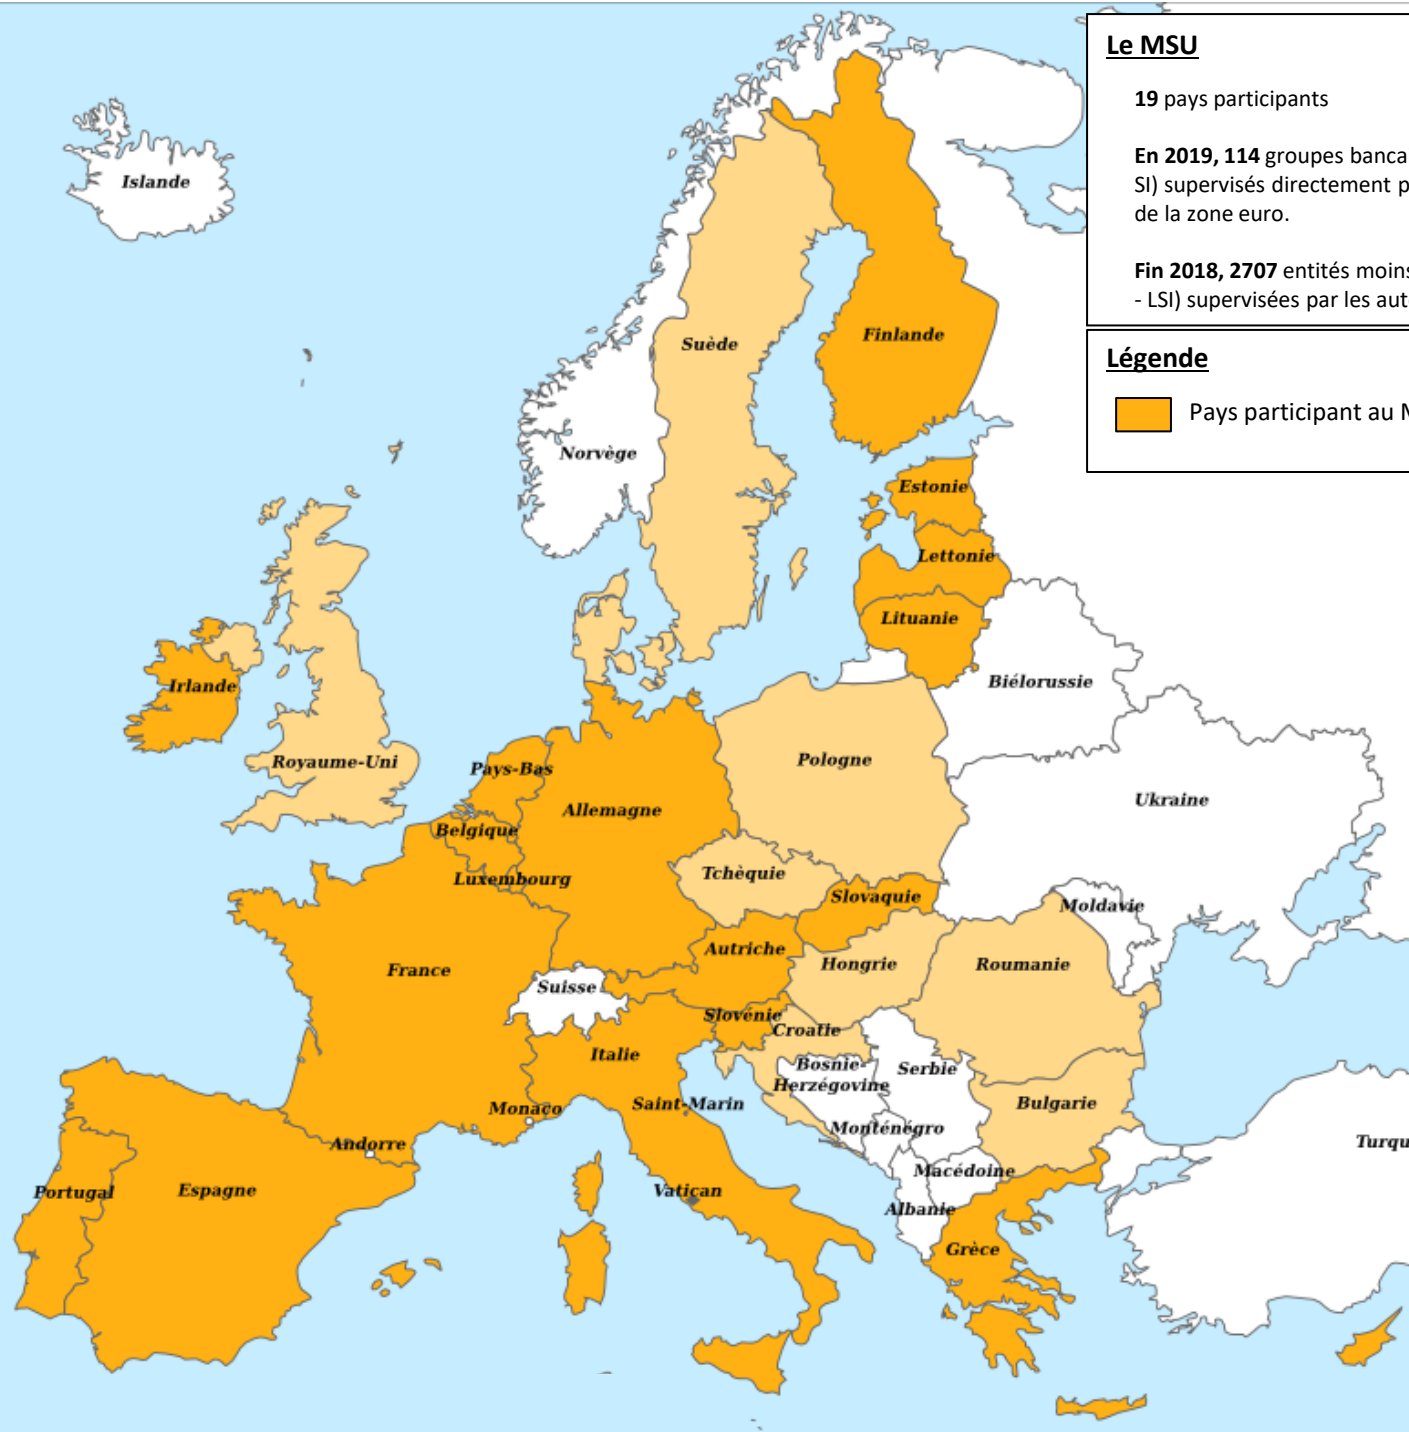 Le MSU
19 pays participants
En 2019, 114 groupes banca
SI) supervisés directement p
de la zone euro.
Fin 2018, 2707 entités moins
- LSI) supervisées par les aut
Légende
Pays participant au M
Islande
Suède
Finlande
Norvège
Estonie
Lettonie
Lituanie
Irlande
Biélorussie
Royaume-Uni
Pays-Bas
Pologne
Allemagne
Ukraine
Belgique
Luxembourg
Tchèquie
Slovaquie
Moldavie
Autriche
France
Hongrie
Roumanie
Suisse
Slovénie
Croatie
Italie
Bosnie-
Herzégovine
Serbie
Monaco
Saint-Marin
Bulgarie
Monténégro
Andorre
Turqu
Macédoine
Portugal
Espagne
Vatican
Albanie
Grèce